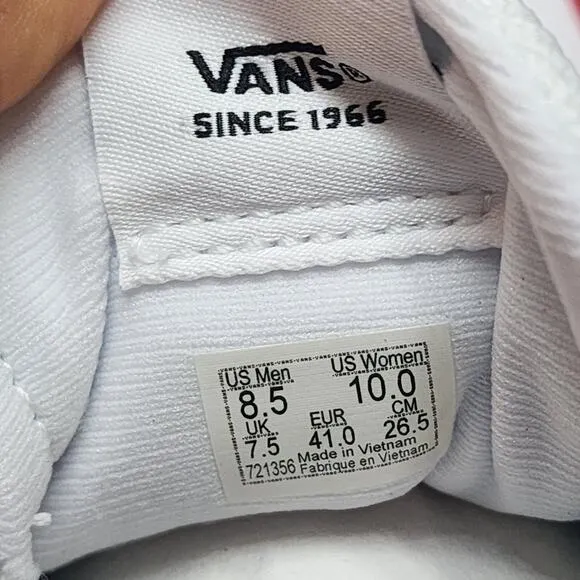 VANS®
SINCE 1966
US Men US Women
8.5 10.0
UK EUR CM
7.5 41.0 26.5
Made in Vietnam
721356 Fabrique en Vietnam